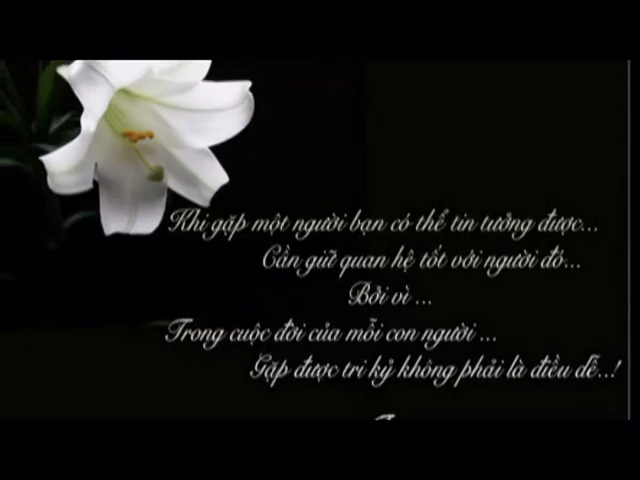 Khi gặp một người bạn có thể tin tưởng được...
Cần giữ quan hệ tốt với người đó...
Bởi vì ...
Trong cuộc đời của mỗi con người ...
Gặp được tri kỷ không phải là điều dễ...!